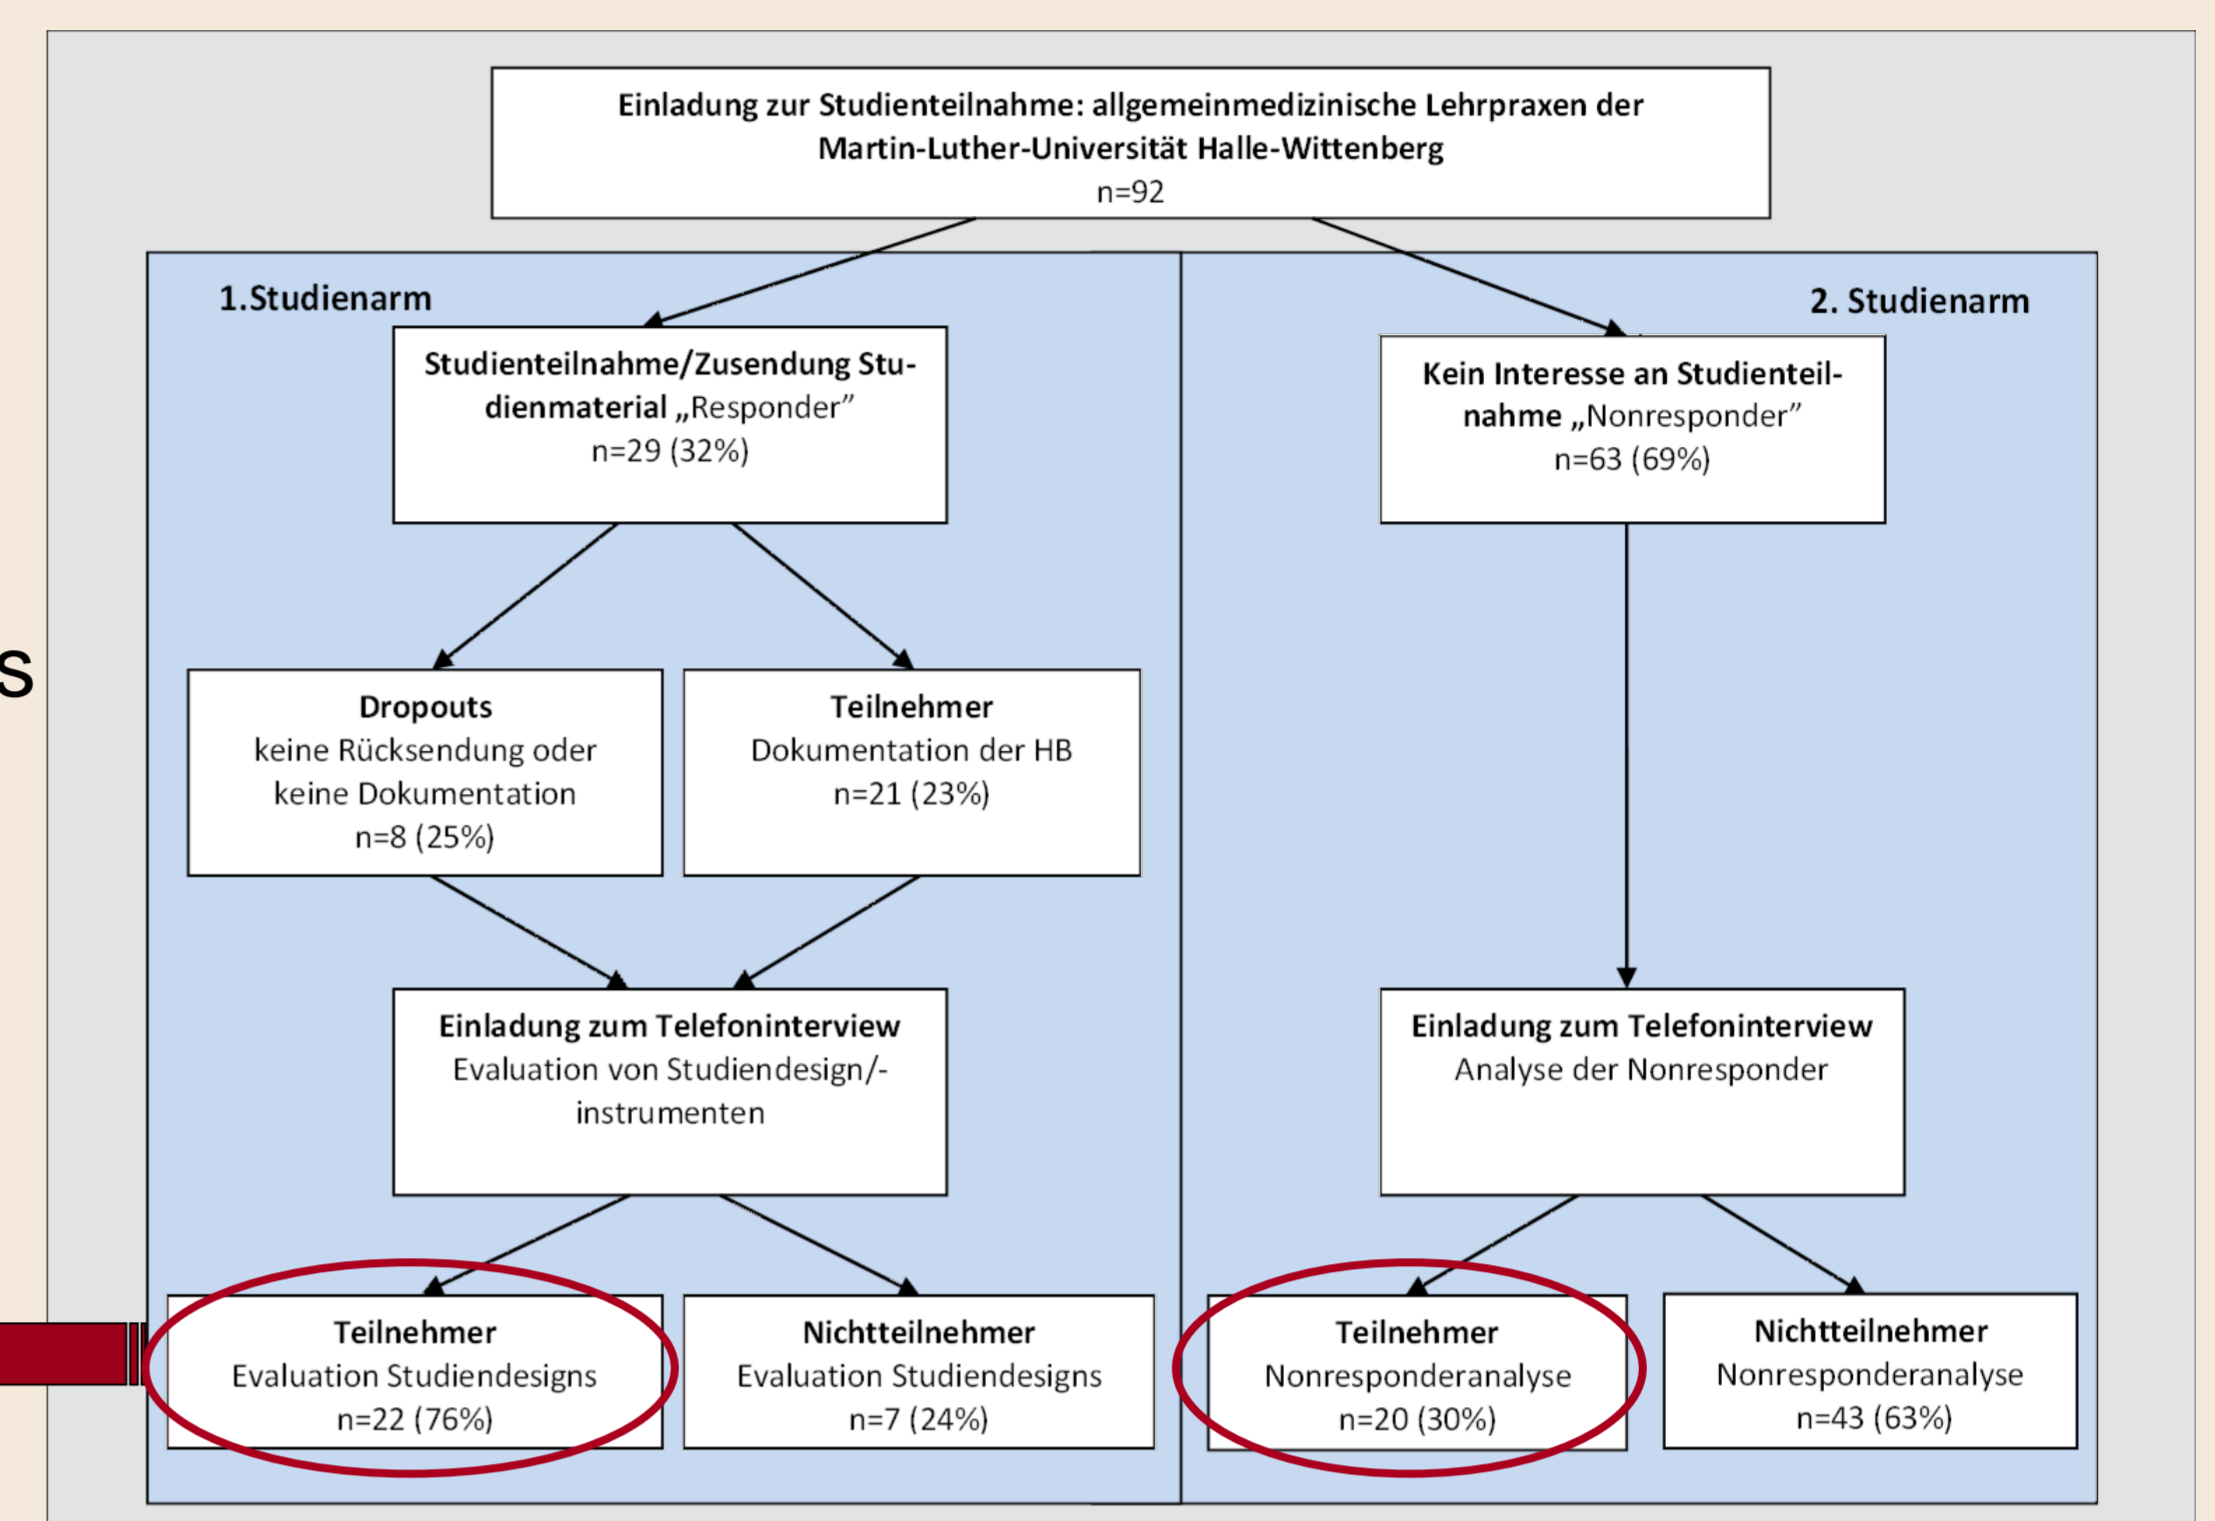 Einladung zur Studienteilnahme: allgemeinmedizinische Lehrpraxen der
Martin-Luther-Universität Halle-Wittenberg
n=92
1.Studienarm
2. Studienarm
Studienteilnahme/Zusendung Stu-
dienmaterial „Responder”
n=29 (32%)
Kein Interesse an Studienteil-
nahme „Nonresponder”
n=63 (69%)
s
Dropouts
keine Rücksendung oder
keine Dokumentation
n=8 (25%)
Teilnehmer
Dokumentation der HB
n=21 (23%)
Einladung zum Telefoninterview
Evaluation von Studiendesign/-
instrumenten
Einladung zum Telefoninterview
Analyse der Nonresponder
Teilnehmer
Evaluation Studiendesigns
n=22 (76%)
Nichtteilnehmer
Evaluation Studiendesigns
n=7 (24%)
Teilnehmer
Nonresponderanalyse
n=20 (30%)
Nichtteilnehmer
Nonresponderanalyse
n=43 (63%)